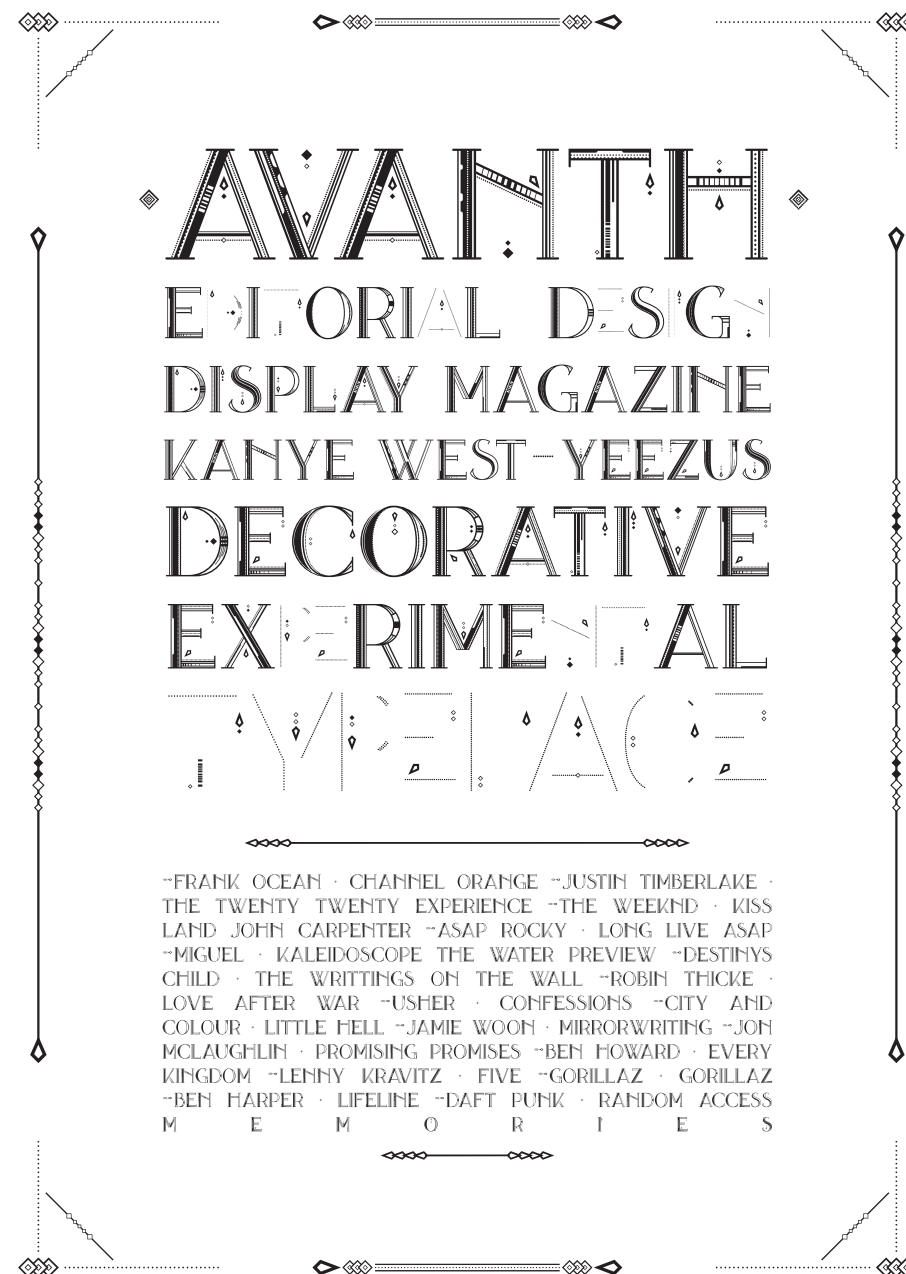 AVANTH
EDITORIAL DESIGN
DISPLAY MAGAZINE
KANYE WEST - YEEZUS
DECORATIVE
EXPERIMENTAL
TYPEFACE
-FRANK OCEAN · CHANNEL ORANGE -JUSTIN TIMBERLAKE ·
THE TWENTY TWENTY EXPERIENCE -THE WEEKND · KISS
LAND JOHN CARPENTER -ASAP ROCKY · LONG LIVE ASAP
-MIGUEL · KALEIDOSCOPE THE WATER PREVIEW -DESTINYS
CHILD · THE WRITTINGS ON THE WALL -ROBIN THICKE ·
LOVE AFTER WAR -USHER · CONFESSIONS -CITY AND
COLOUR · LITTLE HELL -JAMIE WOON · MIRRORWRITING -JON
MCLAUGHLIN · PROMISING PROMISES -BEN HOWARD · EVERY
KINGDOM -LENNY KRAVITZ · FIVE -GORILLAZ · GORILLAZ
-BEN HARPER · LIFELINE -DAFT PUNK · RANDOM ACCESS
MEMORIES